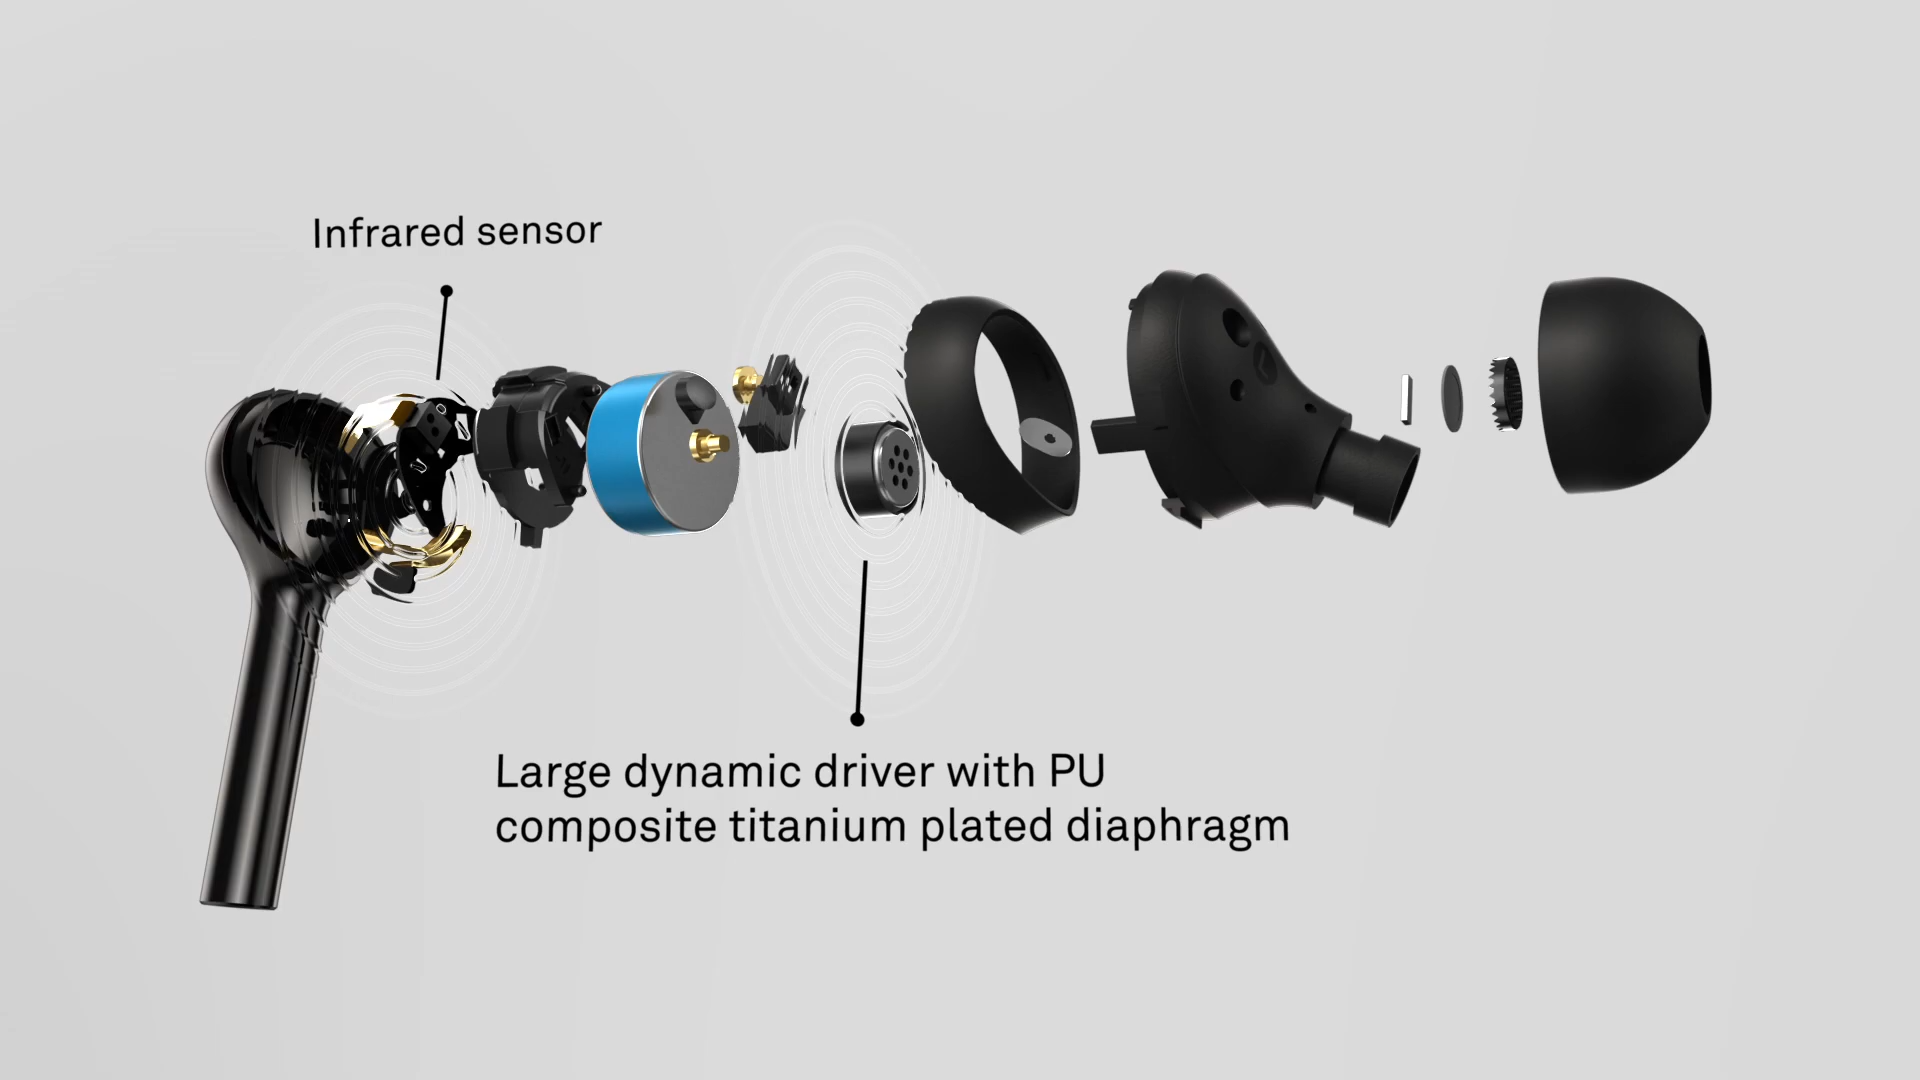 Infrared sensor
Large dynamic driver with PU
composite titanium plated diaphragm